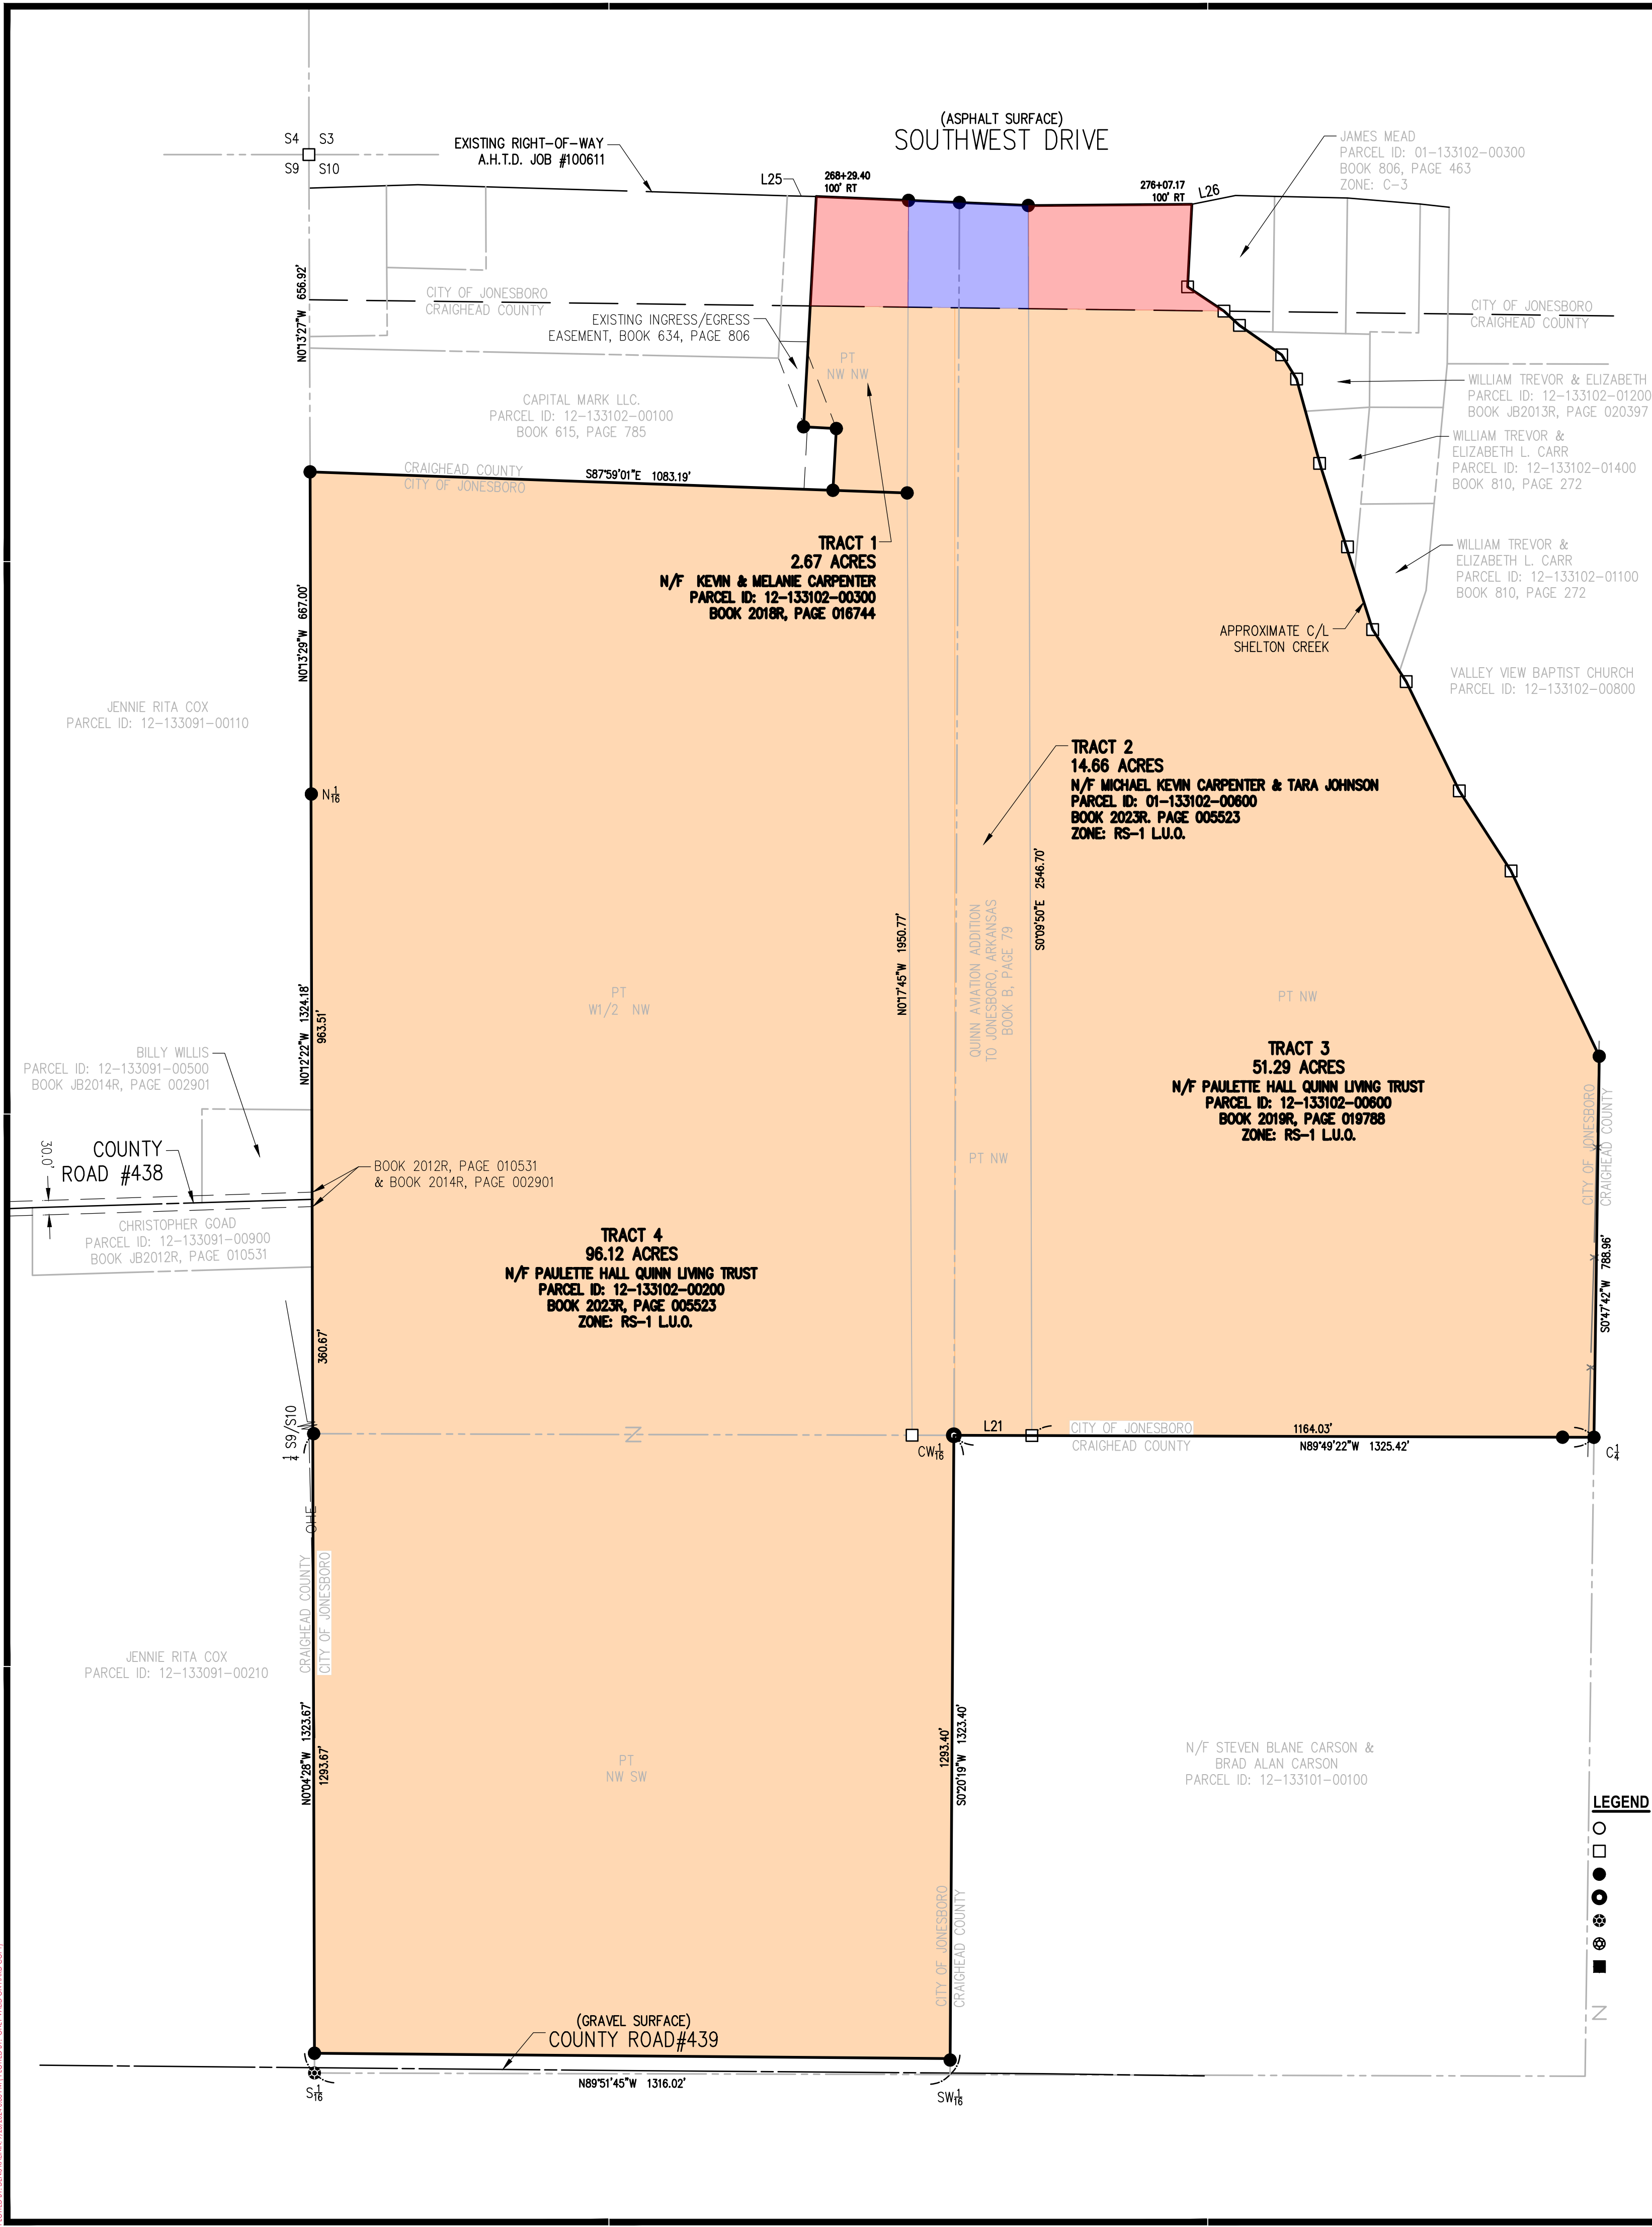 (ASPHALT SURFACE)
SOUTHWEST DRIVE
S4 S3
S9 S10
EXISTING RIGHT-OF-WAY
A.H.T.D. JOB #100611
L25
268+29.40
100' RT
276+07.17
100' RT
L26
JAMES MEAD
PARCEL ID: 01-133102-00300
BOOK 806, PAGE 463
ZONE: C-3
N0°13'27"W 656.92'
CITY OF JONESBORO
CRAIGHEAD COUNTY
CITY OF JONESBORO
CRAIGHEAD COUNTY
EXISTING INGRESS/EGRESS
EASEMENT, BOOK 634, PAGE 806
PT
NW NW
CAPITAL MARK LLC.
PARCEL ID: 12-133102-00100
BOOK 615, PAGE 785
WILLIAM TREVOR & ELIZABETH
PARCEL ID: 12-133102-01200
BOOK JB2013R, PAGE 020397
WILLIAM TREVOR &
ELIZABETH L. CARR
PARCEL ID: 12-133102-01400
BOOK 810, PAGE 272
CRAIGHEAD COUNTY
CITY OF JONESBORO
S87°59'01"E 1083.19'
TRACT 1
2.67 ACRES
N/F KEVIN & MELANIE CARPENTER
PARCEL ID: 12-133102-00300
BOOK 2018R, PAGE 016744
WILLIAM TREVOR &
ELIZABETH L. CARR
PARCEL ID: 12-133102-01100
BOOK 810, PAGE 272
APPROXIMATE C/L
SHELTON CREEK
N0°13'29"W 667.00'
VALLEY VIEW BAPTIST CHURCH
PARCEL ID: 12-133102-00800
JENNIE RITA COX
PARCEL ID: 12-133091-00110
TRACT 2
14.66 ACRES
N/F MICHAEL KEVIN CARPENTER & TARA JOHNSON
PARCEL ID: 01-133102-00600
BOOK 2023R. PAGE 005523
ZONE: RS-1 L.U.O.
N 1/16
N0°17'45"W 1950.77'
QUINN AVIATION ADDITION
TO JONESBORO, ARKANSAS
BOOK B, PAGE 79
S0°09'50"E 2546.70'
PT
W1/2 NW
PT NW
N0°12'22"W 1324.18'
963.51'
BILLY WILLIS
PARCEL ID: 12-133091-00500
BOOK JB2014R, PAGE 002901
TRACT 3
51.29 ACRES
N/F PAULETTE HALL QUINN LIVING TRUST
PARCEL ID: 12-133102-00600
BOOK 2019R, PAGE 019788
ZONE: RS-1 L.U.O.
CITY OF JONESBORO
CRAIGHEAD COUNTY
30.0'
COUNTY
ROAD #438
PT NW
BOOK 2012R, PAGE 010531
& BOOK 2014R, PAGE 002901
CHRISTOPHER GOAD
PARCEL ID: 12-133091-00900
BOOK JB2012R, PAGE 010531
TRACT 4
96.12 ACRES
N/F PAULETTE HALL QUINN LIVING TRUST
PARCEL ID: 12-133102-00200
BOOK 2023R, PAGE 005523
ZONE: RS-1 L.U.O.
S0°47'42"W 788.96'
360.67'
1/4 S9/S10
L21
CITY OF JONESBORO
CRAIGHEAD COUNTY
1164.03'
N89°49'22"W 1325.42'
CW 1/16
C 1/4
OHE
CRAIGHEAD COUNTY
CITY OF JONESBORO
JENNIE RITA COX
PARCEL ID: 12-133091-00210
N0°04'28"W 1323.67'
1293.67'
PT
NW SW
1293.40'
S0°20'19"W 1323.40'
N/F STEVEN BLANE CARSON &
BRAD ALAN CARSON
PARCEL ID: 12-133101-00100
LEGEND
CITY OF JONESBORO
CRAIGHEAD COUNTY
(GRAVEL SURFACE)
COUNTY ROAD#439
S 1/16
N89°51'45"W 1316.02'
SW 1/16